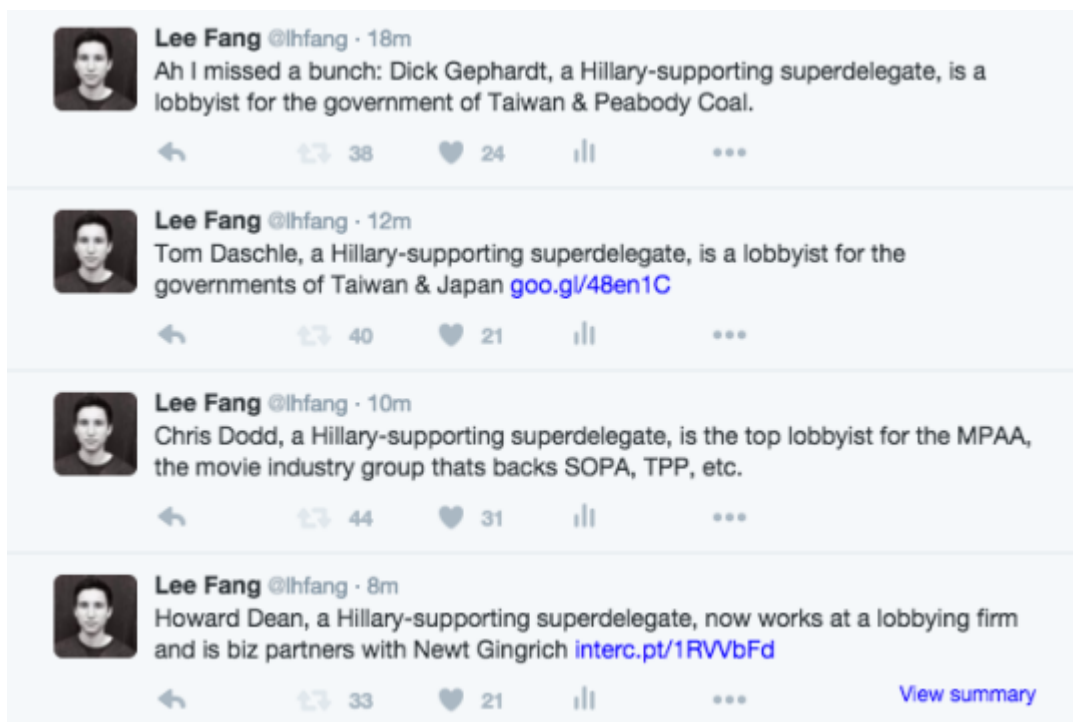 Lee Fang @lhfang · 18m
Ah I missed a bunch: Dick Gephardt, a Hillary-supporting superdelegate, is a
lobbyist for the government of Taiwan & Peabody Coal.
38 24
Lee Fang @lhfang · 12m
Tom Daschle, a Hillary-supporting superdelegate, is a lobbyist for the
governments of Taiwan & Japan goo.gl/48en1C
40 21
Lee Fang @lhfang · 10m
Chris Dodd, a Hillary-supporting superdelegate, is the top lobbyist for the MPAA,
the movie industry group thats backs SOPA, TPP, etc.
44 31
Lee Fang @lhfang · 8m
Howard Dean, a Hillary-supporting superdelegate, now works at a lobbying firm
and is biz partners with Newt Gingrich interc.pt/1RVVbFd
33 21 View summary